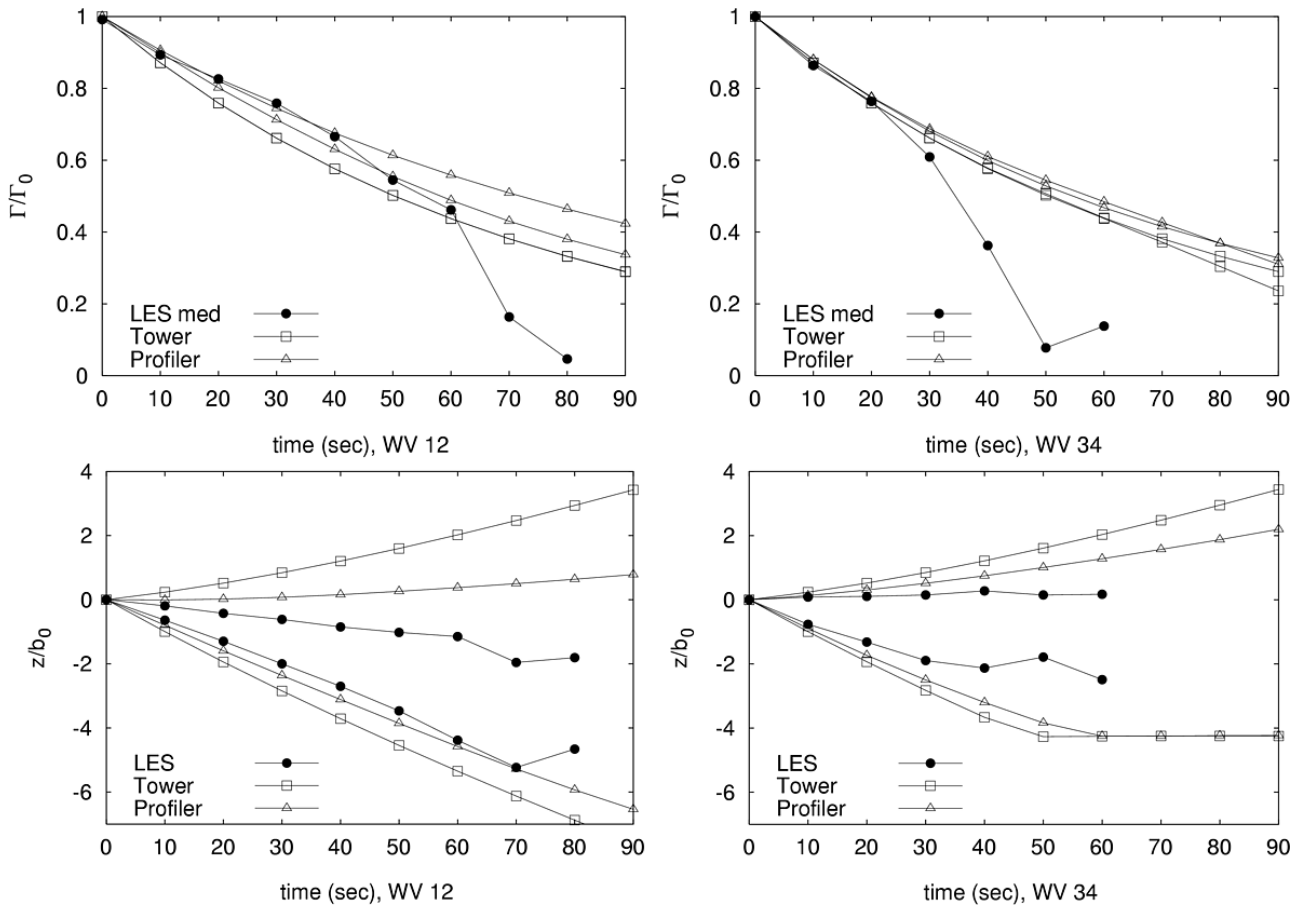 1
0.8
0.6
0.4
0.2
0
Γ/Γ0
LES med
Tower
Profiler
0 10 20 30 40 50 60 70 80 90
time (sec), WV 12
1
0.8
0.6
0.4
0.2
0
Γ/Γ0
LES med
Tower
Profiler
0 10 20 30 40 50 60 70 80 90
time (sec), WV 34
4
2
0
-2
-4
-6
z/b0
LES
Tower
Profiler
0 10 20 30 40 50 60 70 80 90
time (sec), WV 12
4
2
0
-2
-4
-6
z/b0
LES
Tower
Profiler
0 10 20 30 40 50 60 70 80 90
time (sec), WV 34